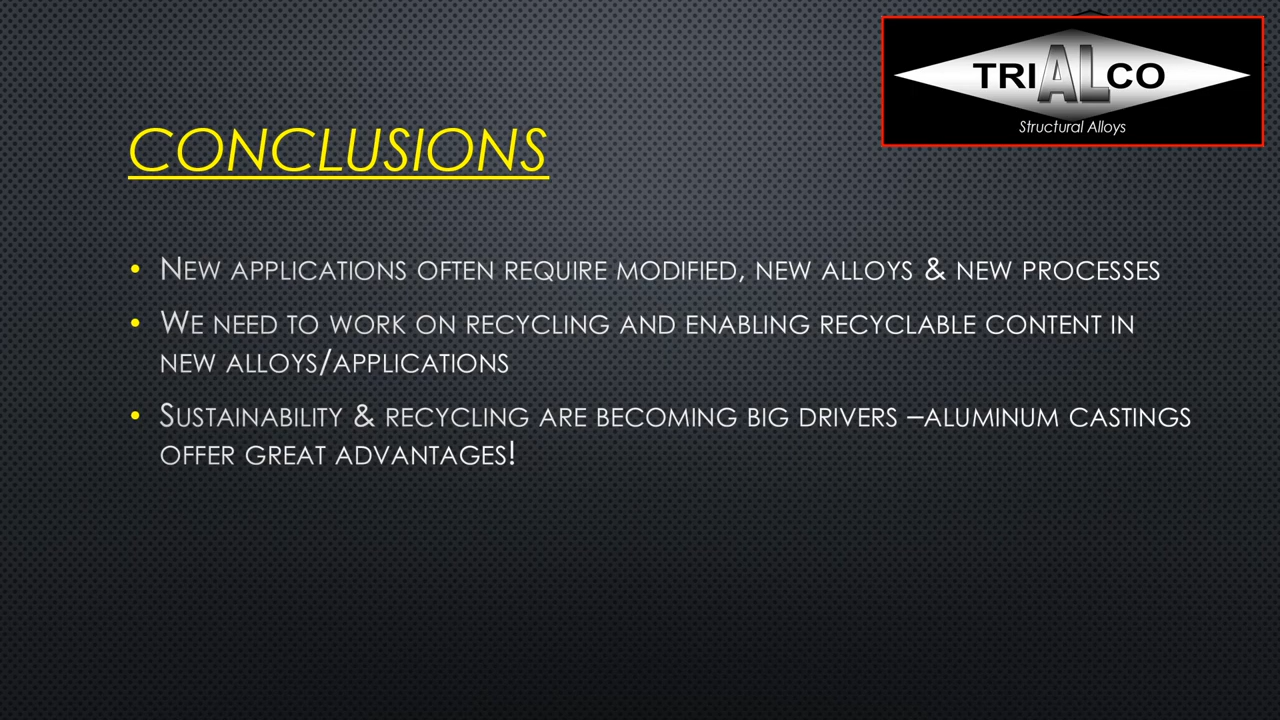 TRIALCO
Structural Alloys
CONCLUSIONS
• New applications often require modified, new alloys & new processes
• We need to work on recycling and enabling recyclable content in
new alloys/applications
• Sustainability & recycling are becoming big drivers –aluminum castings
offer great advantages!